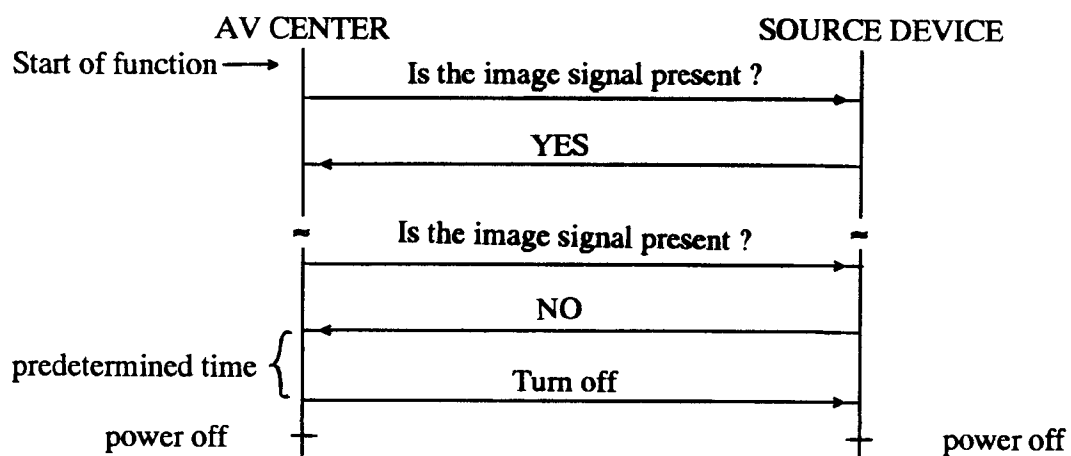 AV CENTER
SOURCE DEVICE
Start of function
Is the image signal present ?
YES
Is the image signal present ?
NO
predetermined time
Turn off
power off
power off